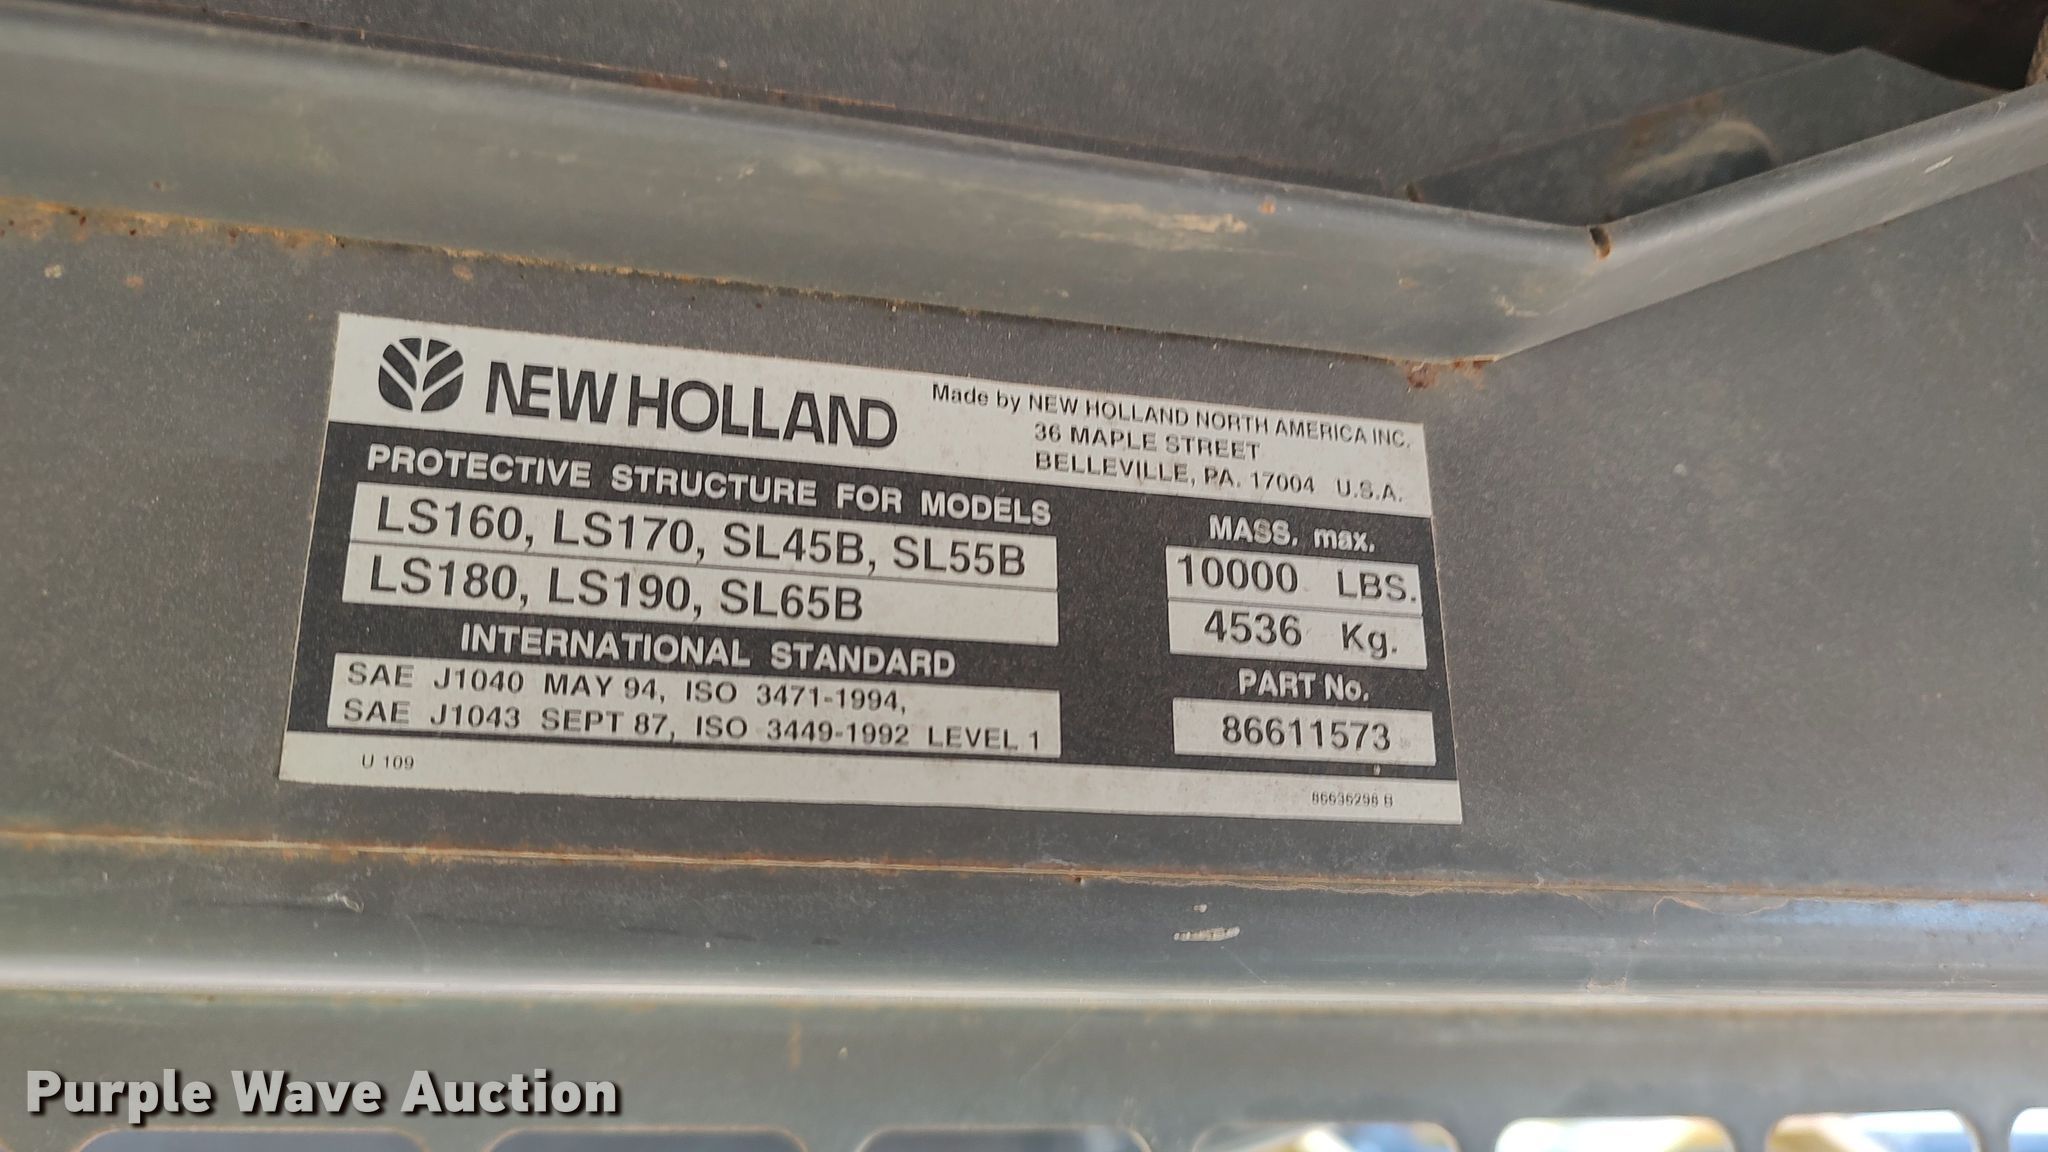 NEW HOLLAND
Made by NEW HOLLAND NORTH AMERICA INC.
36 MAPLE STREET
BELLEVILLE, PA. 17004 U.S.A.
PROTECTIVE STRUCTURE FOR MODELS
LS160, LS170, SL45B, SL55B
LS180, LS190, SL65B
MASS. max.
10000 LBS.
4536 Kg.
INTERNATIONAL STANDARD
SAE J1040 MAY 94, ISO 3471-1994,
SAE J1043 SEPT 87, ISO 3449-1992 LEVEL 1
PART No.
86611573
U 109
86636298 B
Purple Wave Auction